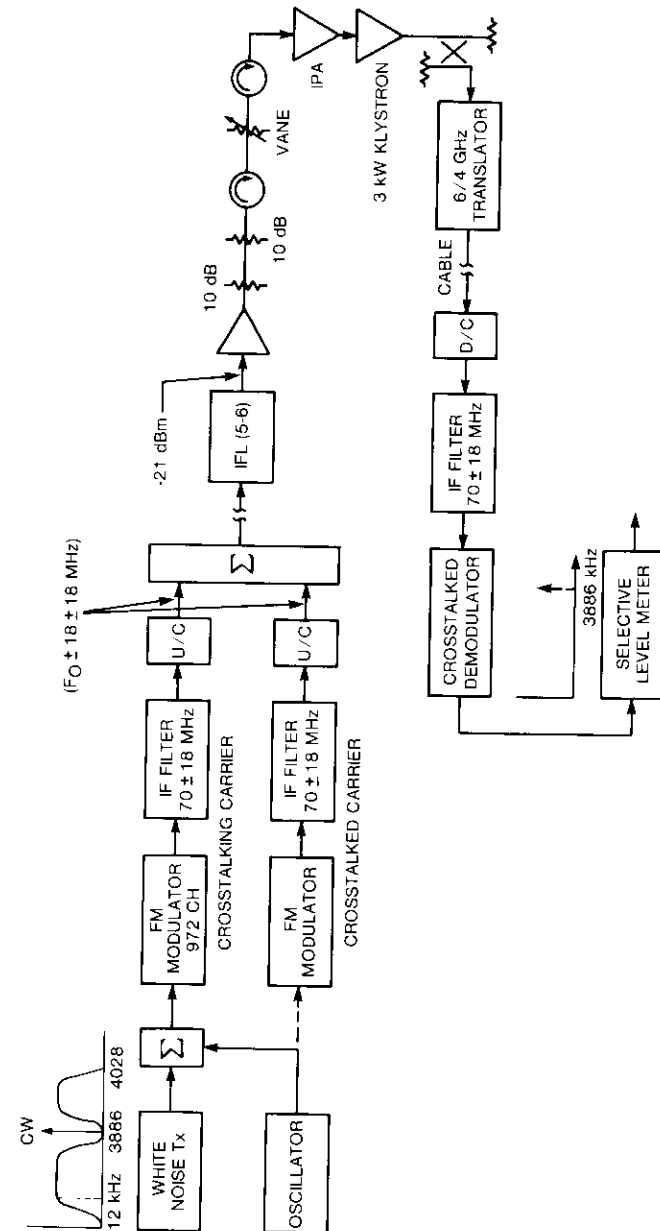 CW
12 kHz
3886
4028
WHITE
NOISE Tx
Σ
FM
MODULATOR
972 CH
IF FILTER
70 ± 18 MHz
U/C
CROSSTALKING CARRIER
(FO ± 18 ± 18 MHz)
OSCILLATOR
FM
MODULATOR
IF FILTER
70 ± 18 MHz
U/C
CROSSTALKED CARRIER
Σ
IFL (5-6)
-21 dBm
10 dB
10 dB
VANE
IPA
3 kW KLYSTRON
6/4 GHz
TRANSLATOR
CABLE
D/C
IF FILTER
70 ± 18 MHz
CROSSTALKED
DEMODULATOR
3886 kHz
SELECTIVE
LEVEL METER